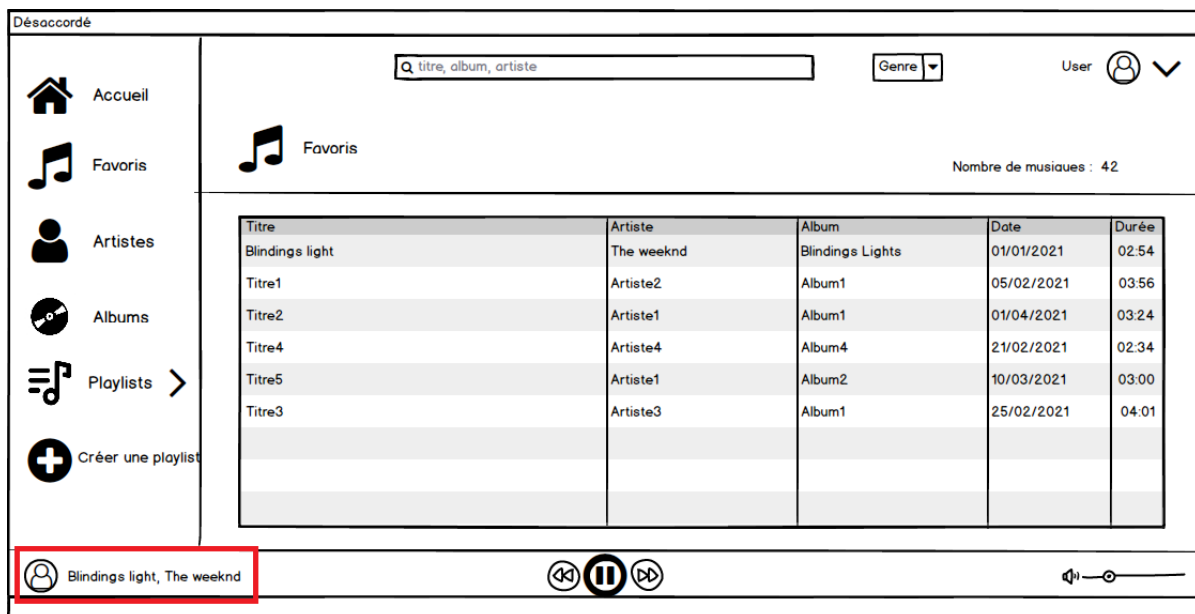 Désaccordé
titre, album, artiste
Genre
User
Accueil
Favoris
Artistes
Albums
Playlists
Créer une playlist
Favoris
Nombre de musiques : 42
Titre Artiste Album Date Durée
Blindings light The weeknd Blindings Lights 01/01/2021 02:54
Titre1 Artiste2 Album1 05/02/2021 03:56
Titre2 Artiste1 Album1 01/04/2021 03:24
Titre4 Artiste4 Album4 21/02/2021 02:34
Titre5 Artiste1 Album2 10/03/2021 03:00
Titre3 Artiste3 Album1 25/02/2021 04:01
Blindings light, The weeknd